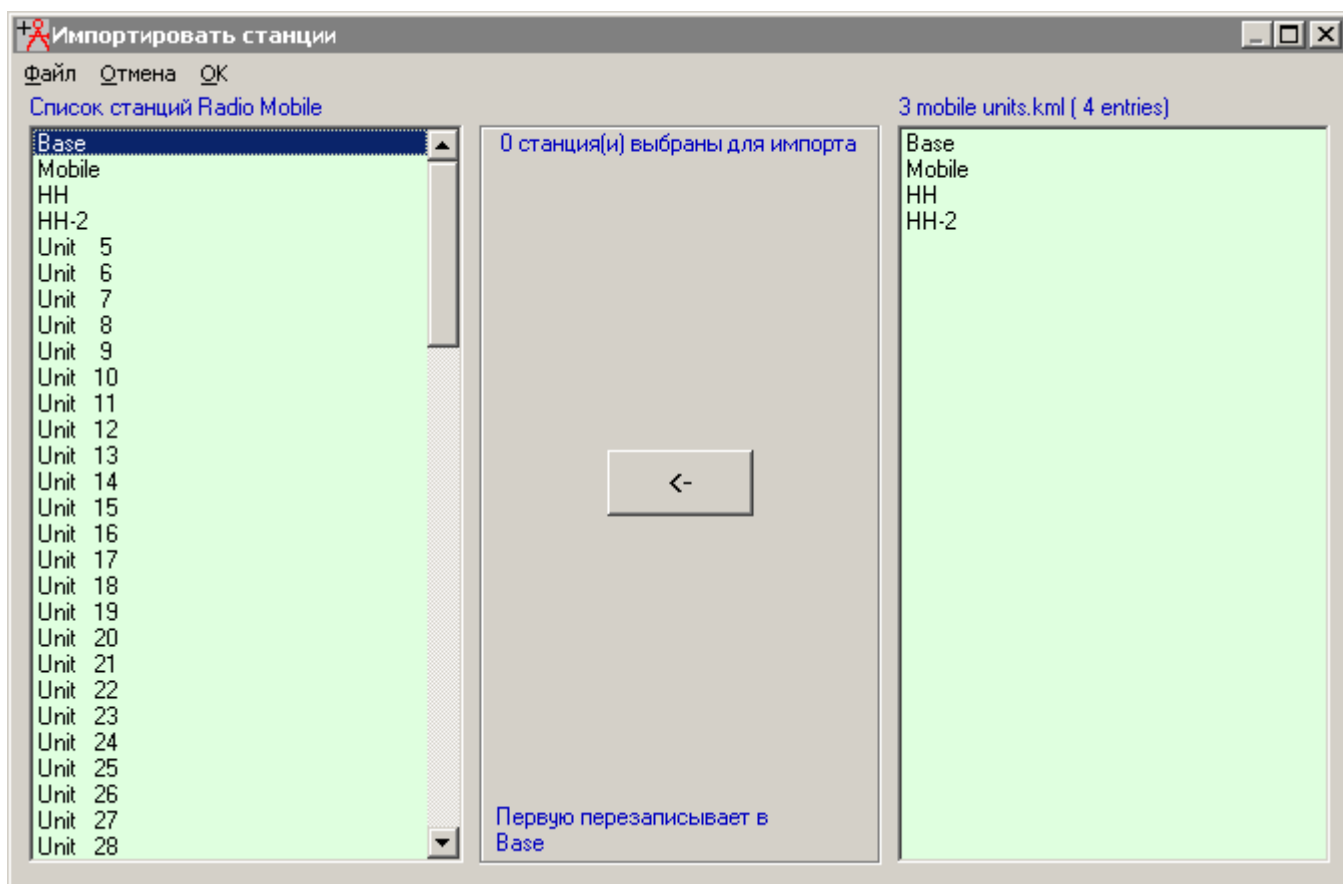 Импортировать станции
Файл Отмена OK
Список станций Radio Mobile
Base
Mobile
HH
HH-2
Unit 5
Unit 6
Unit 7
Unit 8
Unit 9
Unit 10
Unit 11
Unit 12
Unit 13
Unit 14
Unit 15
Unit 16
Unit 17
Unit 18
Unit 19
Unit 20
Unit 21
Unit 22
Unit 23
Unit 24
Unit 25
Unit 26
Unit 27
Unit 28
0 станция(и) выбраны для импорта
<-
Первую перезаписывает в
Base
3 mobile units.kml ( 4 entries)
Base
Mobile
HH
HH-2